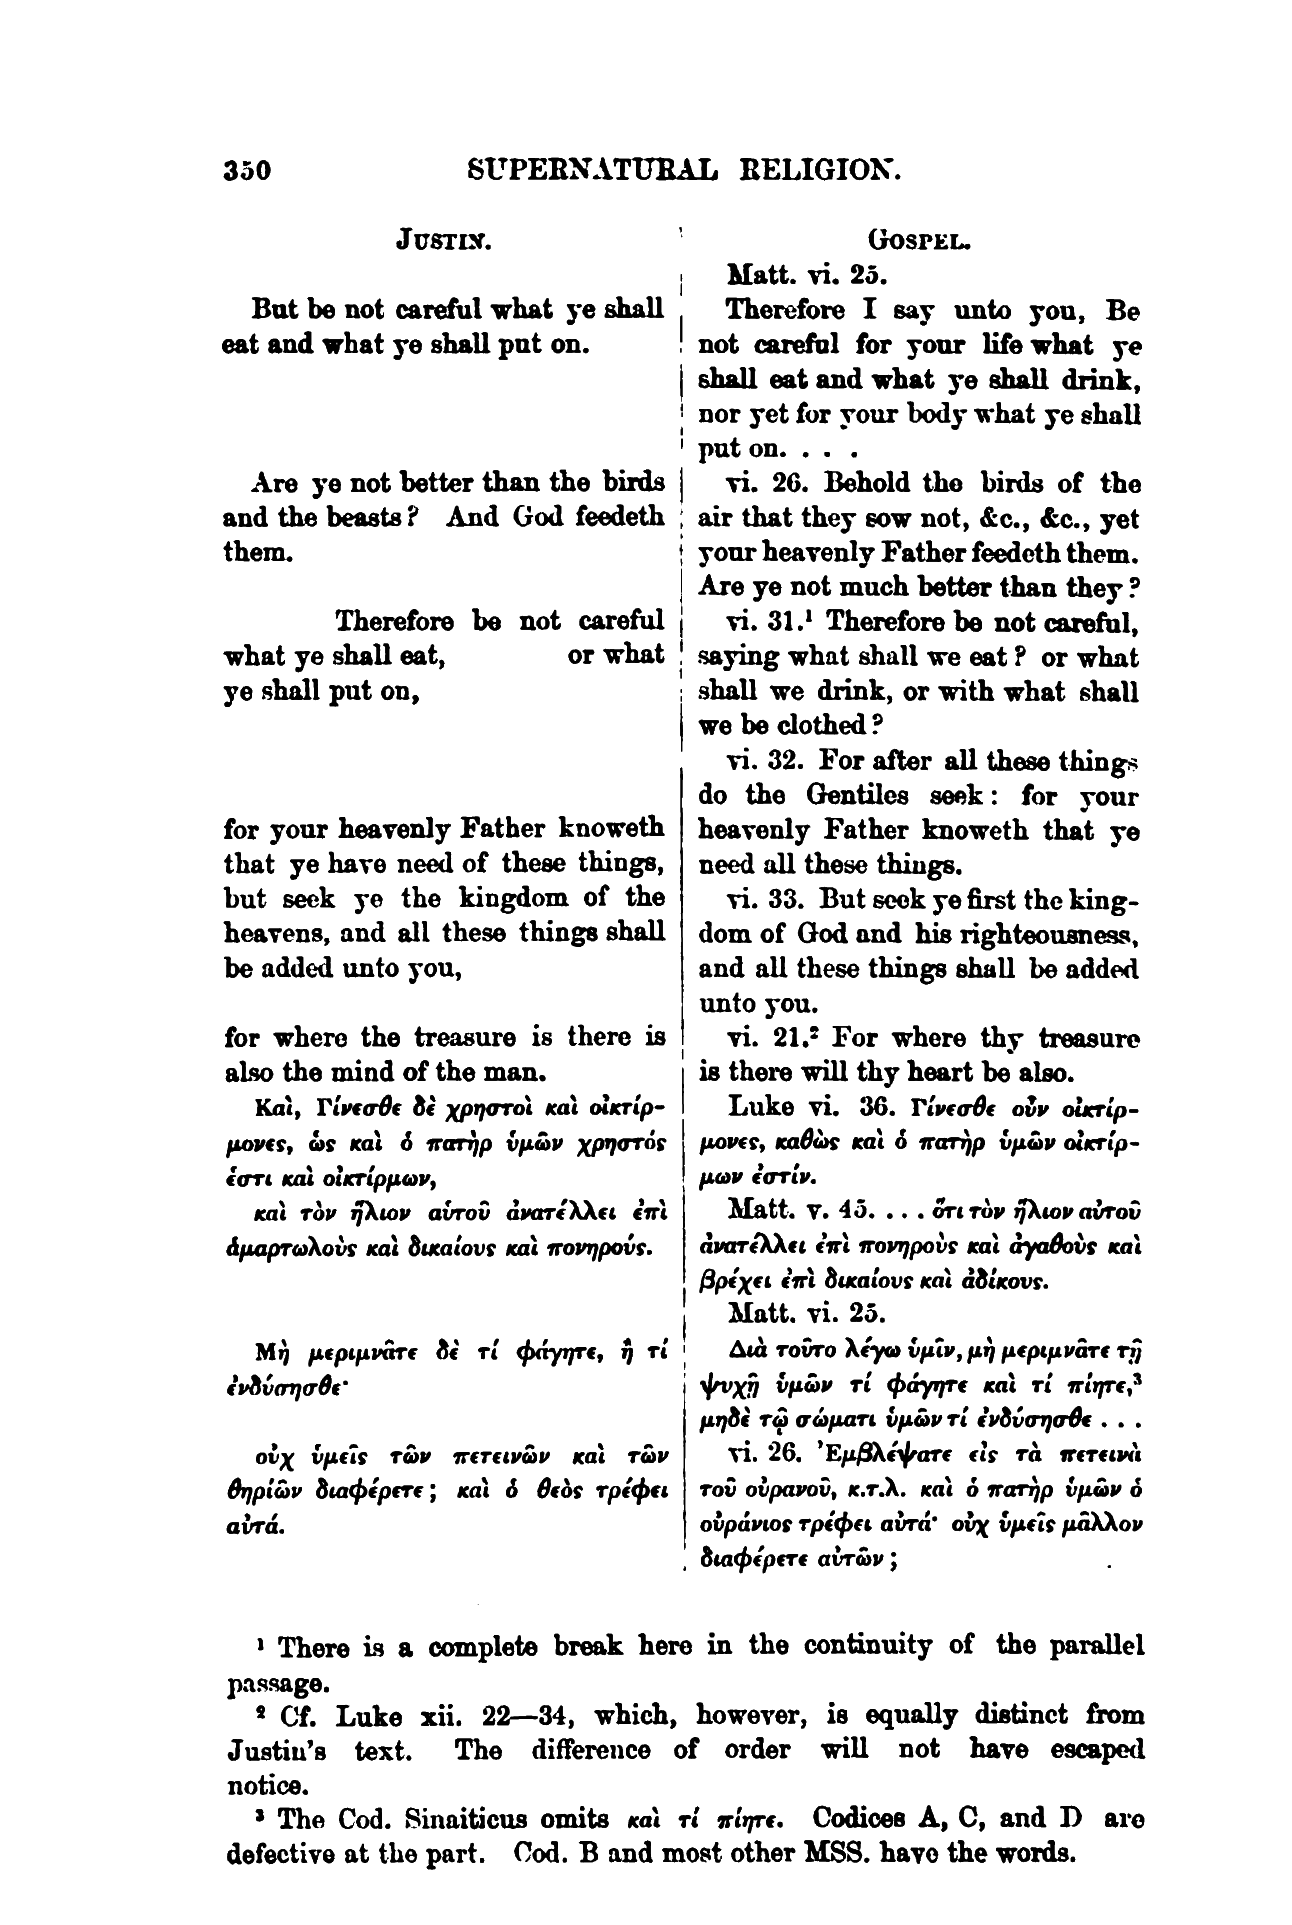 350 SUPERNATURAL RELIGION.
JUSTIN.
But be not careful what ye shall
eat and what ye shall put on.
Are ye not better than the birds
and the beasts? And God feedeth
them.
Therefore be not careful
what ye shall eat, or what
ye shall put on,
for your heavenly Father knoweth
that ye have need of these things,
but seek ye the kingdom of the
heavens, and all these things shall
be added unto you,
for where the treasure is there is
also the mind of the man.
Καὶ, Γίνεσθε δὲ χρηστοὶ καὶ οἰκτίρ-
μονες, ὡς καὶ ὁ πατὴρ ὑμῶν χρηστός
ἐστι καὶ οἰκτίρμων,
καὶ τὸν ἥλιον αὑτοῦ ἀνατέλλει ἐπὶ
ἁμαρτωλοὺς καὶ δικαίους καὶ πονηρούς.
Μὴ μεριμνᾶτε δὲ τί φάγητε, ἢ τί
ἐνδύσησθε·
οὐχ ὑμεῖς τῶν πετεινῶν καὶ τῶν
θηρίῶν διαφέρετε; καὶ ὁ θεὸς τρέφει
αὐτά.
GOSPEL.
Matt. vi. 25.
Therefore I say unto you, Be
not careful for your life what ye
shall eat and what ye shall drink,
nor yet for your body what ye shall
put on. . . .
vi. 26. Behold the birds of the
air that they sow not, &c., &c., yet
your heavenly Father feedeth them.
Are ye not much better than they?
vi. 31.¹ Therefore be not careful,
saying what shall we eat? or what
shall we drink, or with what shall
we be clothed?
vi. 32. For after all these things
do the Gentiles seek: for your
heavenly Father knoweth that ye
need all these things.
vi. 33. But seek ye first the king-
dom of God and his righteousness,
and all these things shall be added
unto you.
vi. 21.² For where thy treasure
is there will thy heart be also.
Luke vi. 36. Γίνεσθε οὖν οἰκτίρ-
μονες, καθὼς καὶ ὁ πατὴρ ὑμῶν οἰκτίρ-
μων ἐστίν.
Matt. v. 45. . . . ὅτι τὸν ἥλιον αὑτοῦ
ἀνατέλλει ἐπὶ πονηροὺς καὶ ἀγαθοὺς καὶ
βρέχει ἐπὶ δικαίους καὶ ἀδίκους.
Matt. vi. 25.
Διὰ τοῦτο λέγω ὑμῖν, μὴ μεριμνᾶτε τῇ
ψυχῇ ὑμῶν τί φάγητε καὶ τί πίητε,³
μηδὲ τῷ σώματι ὑμῶν τί ἐνδύσησθε . . .
vi. 26. Ἐμβλέψατε εἰς τὰ πετεινὰ
τοῦ οὐρανοῦ, κ.τ.λ. καὶ ὁ πατὴρ ὑμῶν ὁ
οὐράνιος τρέφει αὐτά· οὐχ ὑμεῖς μᾶλλον
διαφέρετε αὐτῶν;
¹ There is a complete break here in the continuity of the parallel
passage.
² Cf. Luke xii. 22—34, which, however, is equally distinct from
Justin's text. The difference of order will not have escaped
notice.
³ The Cod. Sinaiticus omits καὶ τί πίητε. Codices A, C, and D are
defective at the part. Cod. B and most other MSS. have the words.